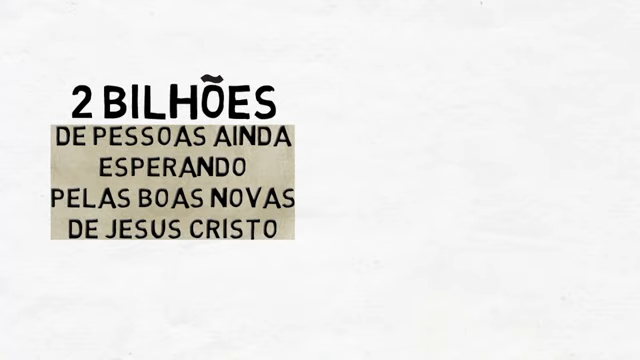 2 BILHÕES
DE PESSOAS AINDA
ESPERANDO
PELAS BOAS NOVAS
DE JESUS CRISTO